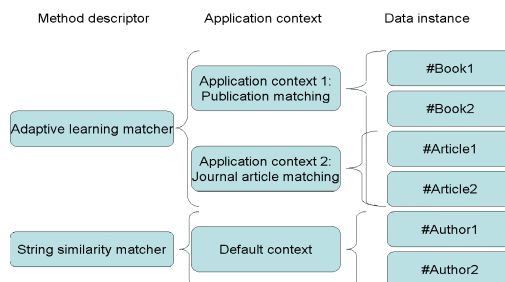 Method descriptor Application context Data instance
#Book1
Application context 1:
Publication matching
#Book2
Adaptive learning matcher
#Article1
Application context 2:
Journal article matching
#Article2
#Author1
String similarity matcher Default context
#Author2